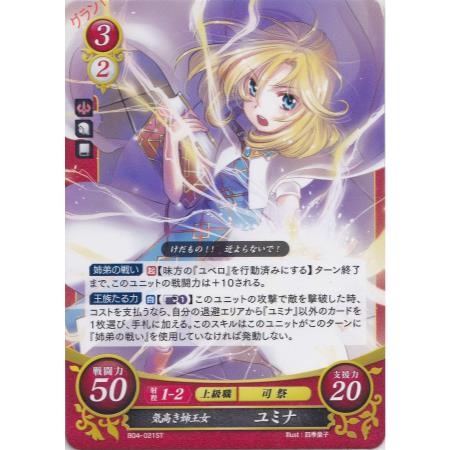 グラン
3
2
けだもの!! 近よらないで!
姉弟の戦い 起 【味方の『ユベロ』を行動済みにする】ターン終了
まで、このユニットの戦闘力は+10される。
王族たる力 自 【1】このユニットの攻撃で敵を撃破した時、
コストを支払うなら、自分の退避エリアから『ユミナ』以外のカードを
1枚選び、手札に加える。このスキルはこのユニットがこのターンに
『姉弟の戦い』を使用していなければ発動しない。
戦闘力
50
射程 1-2 上級職 司祭
支援力
20
気高き姉王女 ユミナ
B04-021ST
Illust:四季童子